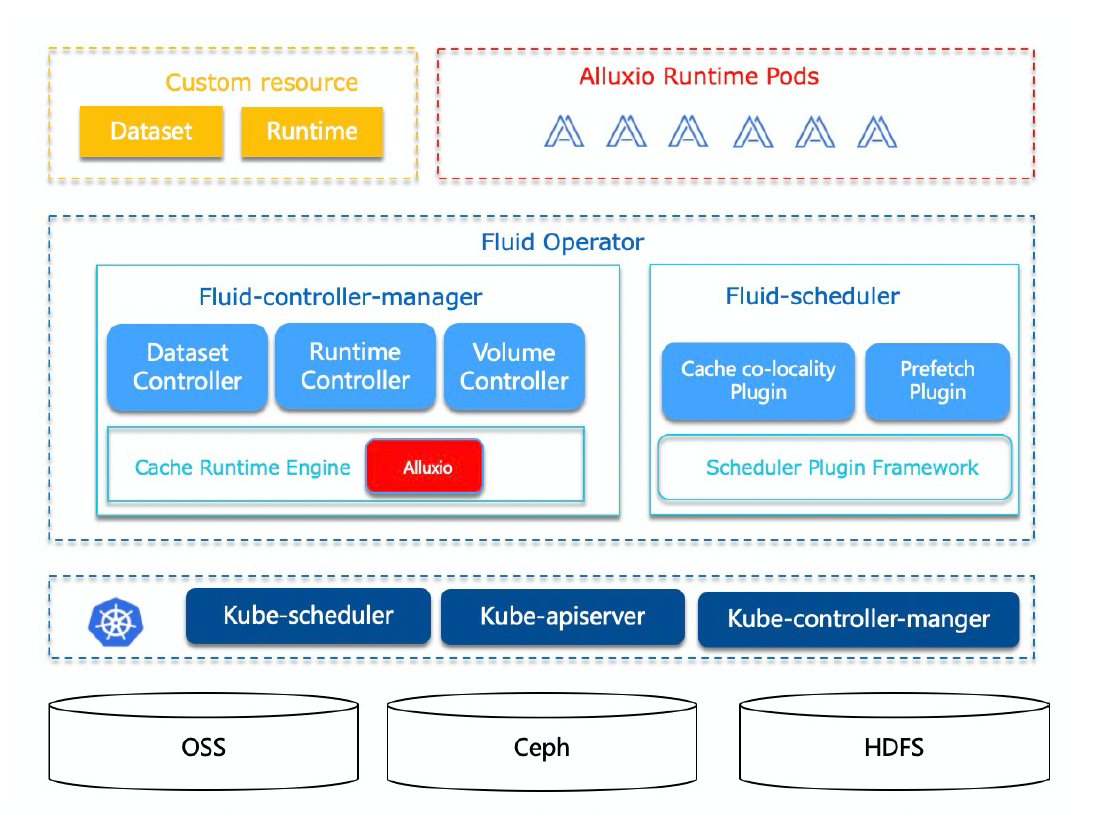 Custom resource
Dataset
Runtime
Alluxio Runtime Pods
Fluid Operator
Fluid-controller-manager
Dataset
Controller
Runtime
Controller
Volume
Controller
Cache Runtime Engine
Alluxio
Fluid-scheduler
Cache co-locality
Plugin
Prefetch
Plugin
Scheduler Plugin Framework
Kube-scheduler
Kube-apiserver
Kube-controller-manger
OSS
Ceph
HDFS